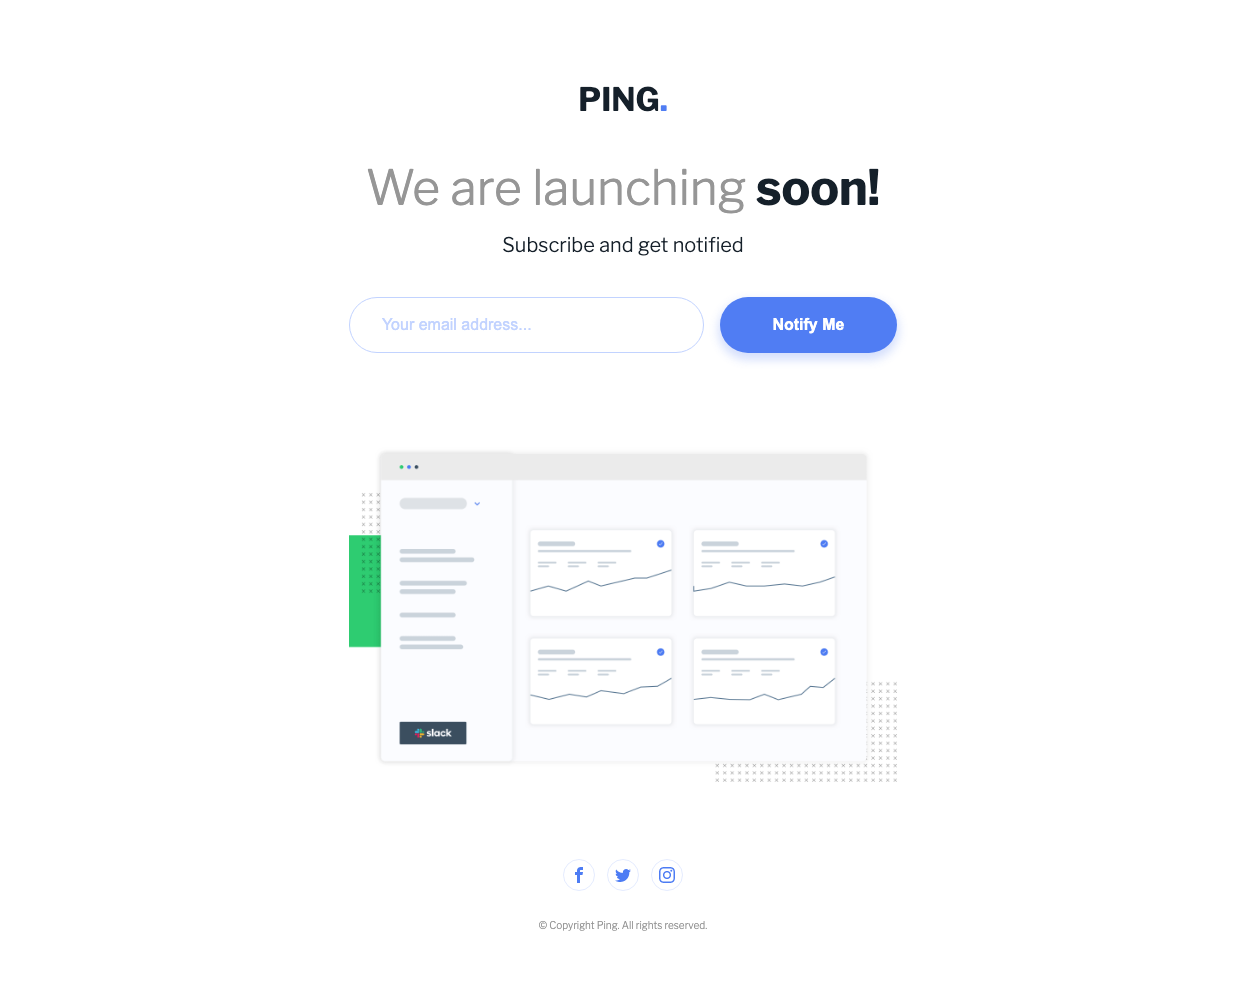 PING.
We are launching soon!
Subscribe and get notified
Your email address...
Notify Me
slack
© Copyright Ping. All rights reserved.